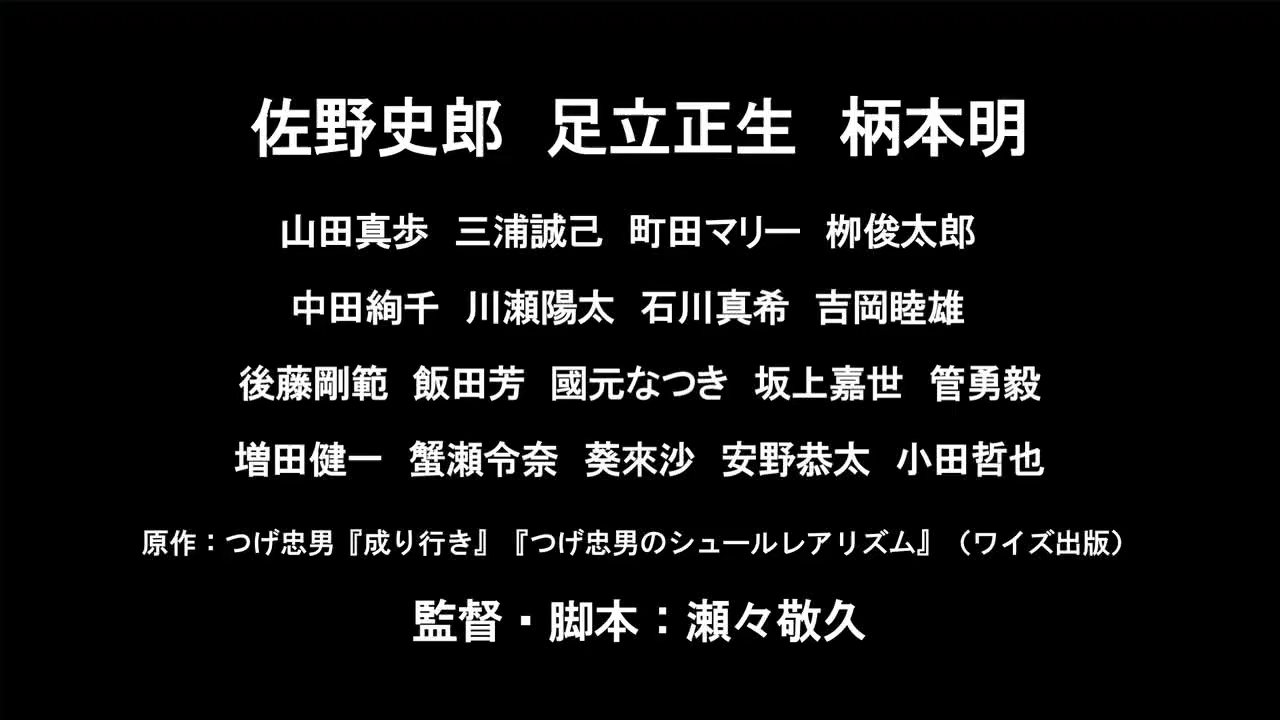 佐野史郎　足立正生　柄本明
山田真歩　三浦誠己　町田マリー　栁俊太郎
中田絢千　川瀬陽太　石川真希　吉岡睦雄
後藤剛範　飯田芳　國元なつき　坂上嘉世　管勇毅
増田健一　蟹瀬令奈　葵來沙　安野恭太　小田哲也
原作：つげ忠男『成り行き』『つげ忠男のシュールレアリズム』（ワイズ出版）
監督・脚本：瀬々敬久